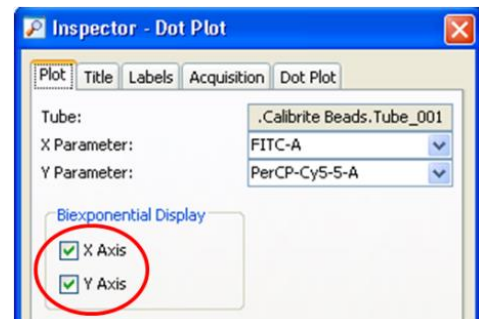 Inspector - Dot Plot
Plot Title Labels Acquisition Dot Plot
Tube: .Calibrite Beads.Tube_001
X Parameter: FITC-A
Y Parameter: PerCP-Cy5-5-A
Biexponential Display
X Axis
Y Axis